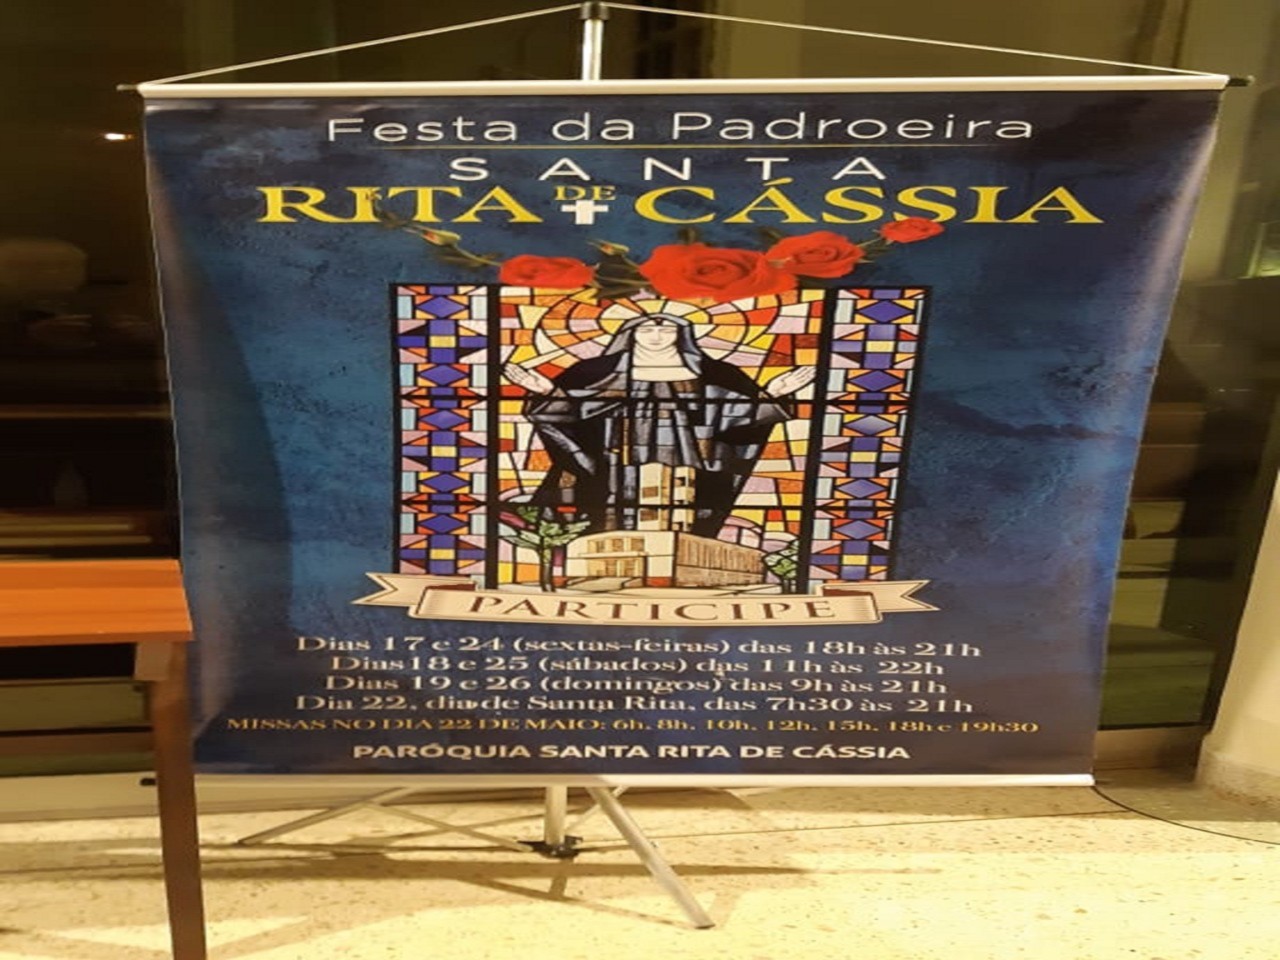 Festa da Padroeira
SANTA
RITA DE CÁSSIA
PARTICIPE
Dias 17 e 24 (sextas-feiras) das 18h às 21h
Dias18 e 25 (sábados) das 11h às 22h
Dias 19 e 26 (domingos) das 9h às 21h
Dia 22, dia de Santa Rita, das 7h30 às 21h
MISSAS NO DIA 22 DE MAIO: 6h, 8h, 10h, 12h, 15h, 18h e 19h30
PARÓQUIA SANTA RITA DE CÁSSIA